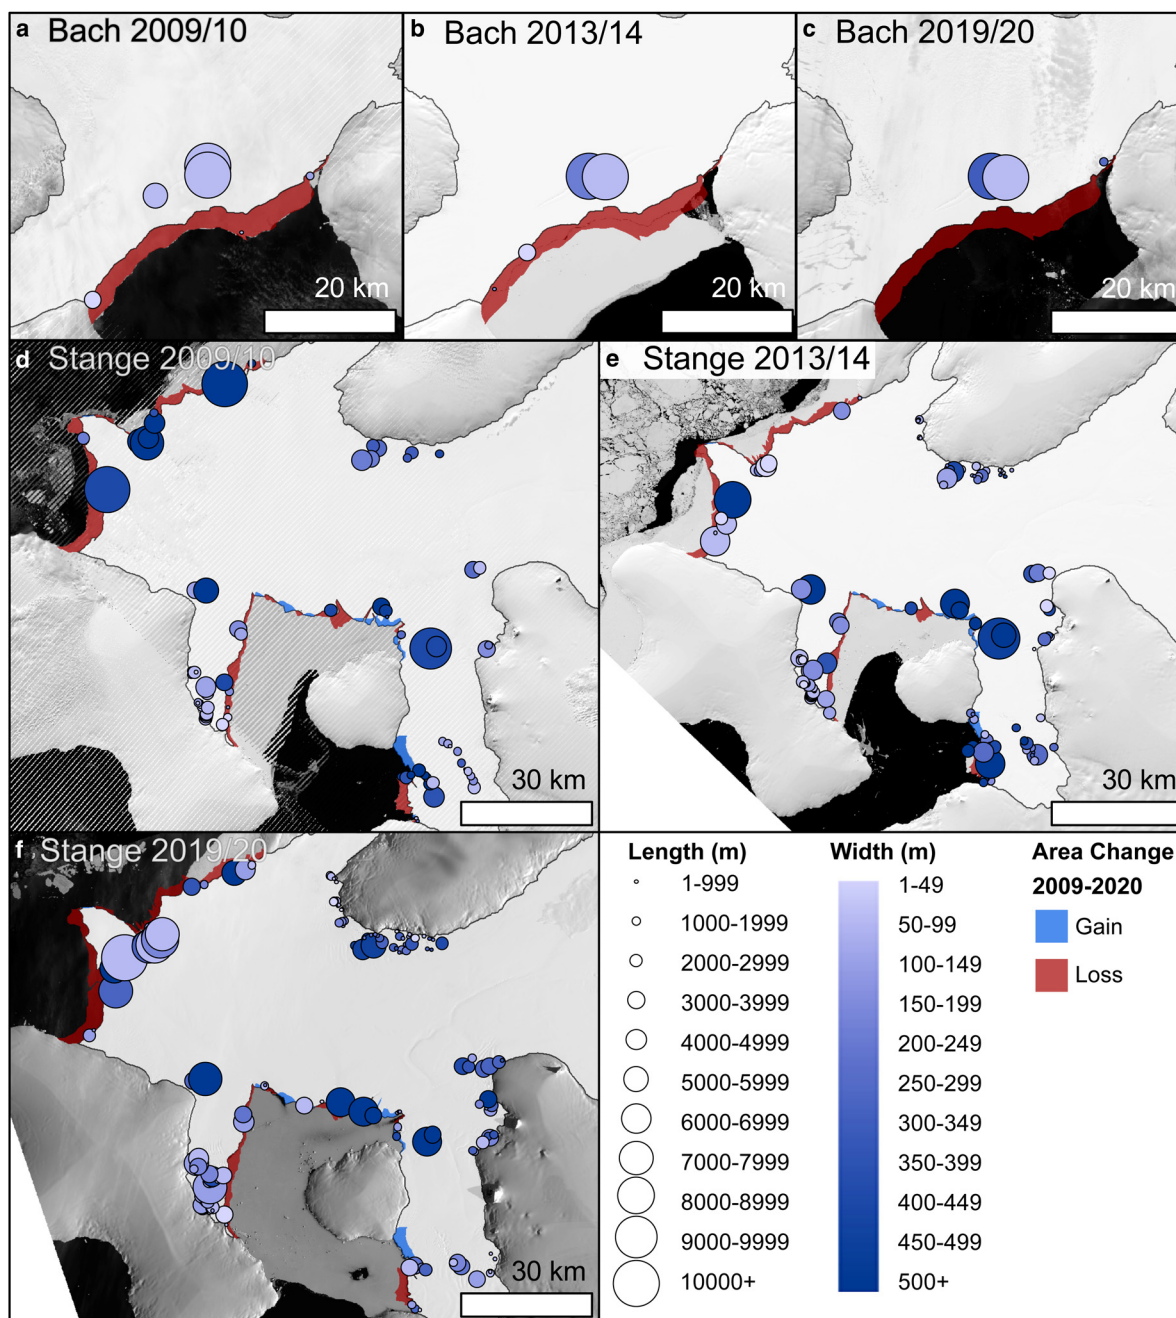 a Bach 2009/10
b Bach 2013/14
c Bach 2019/20
20 km
20 km
20 km
d Stange 2009/10
e Stange 2013/14
30 km
30 km
f Stange 2019/20
30 km
Length (m)
1-999
1000-1999
2000-2999
3000-3999
4000-4999
5000-5999
6000-6999
7000-7999
8000-8999
9000-9999
10000+
Width (m)
1-49
50-99
100-149
150-199
200-249
250-299
300-349
350-399
400-449
450-499
500+
Area Change
2009-2020
Gain
Loss